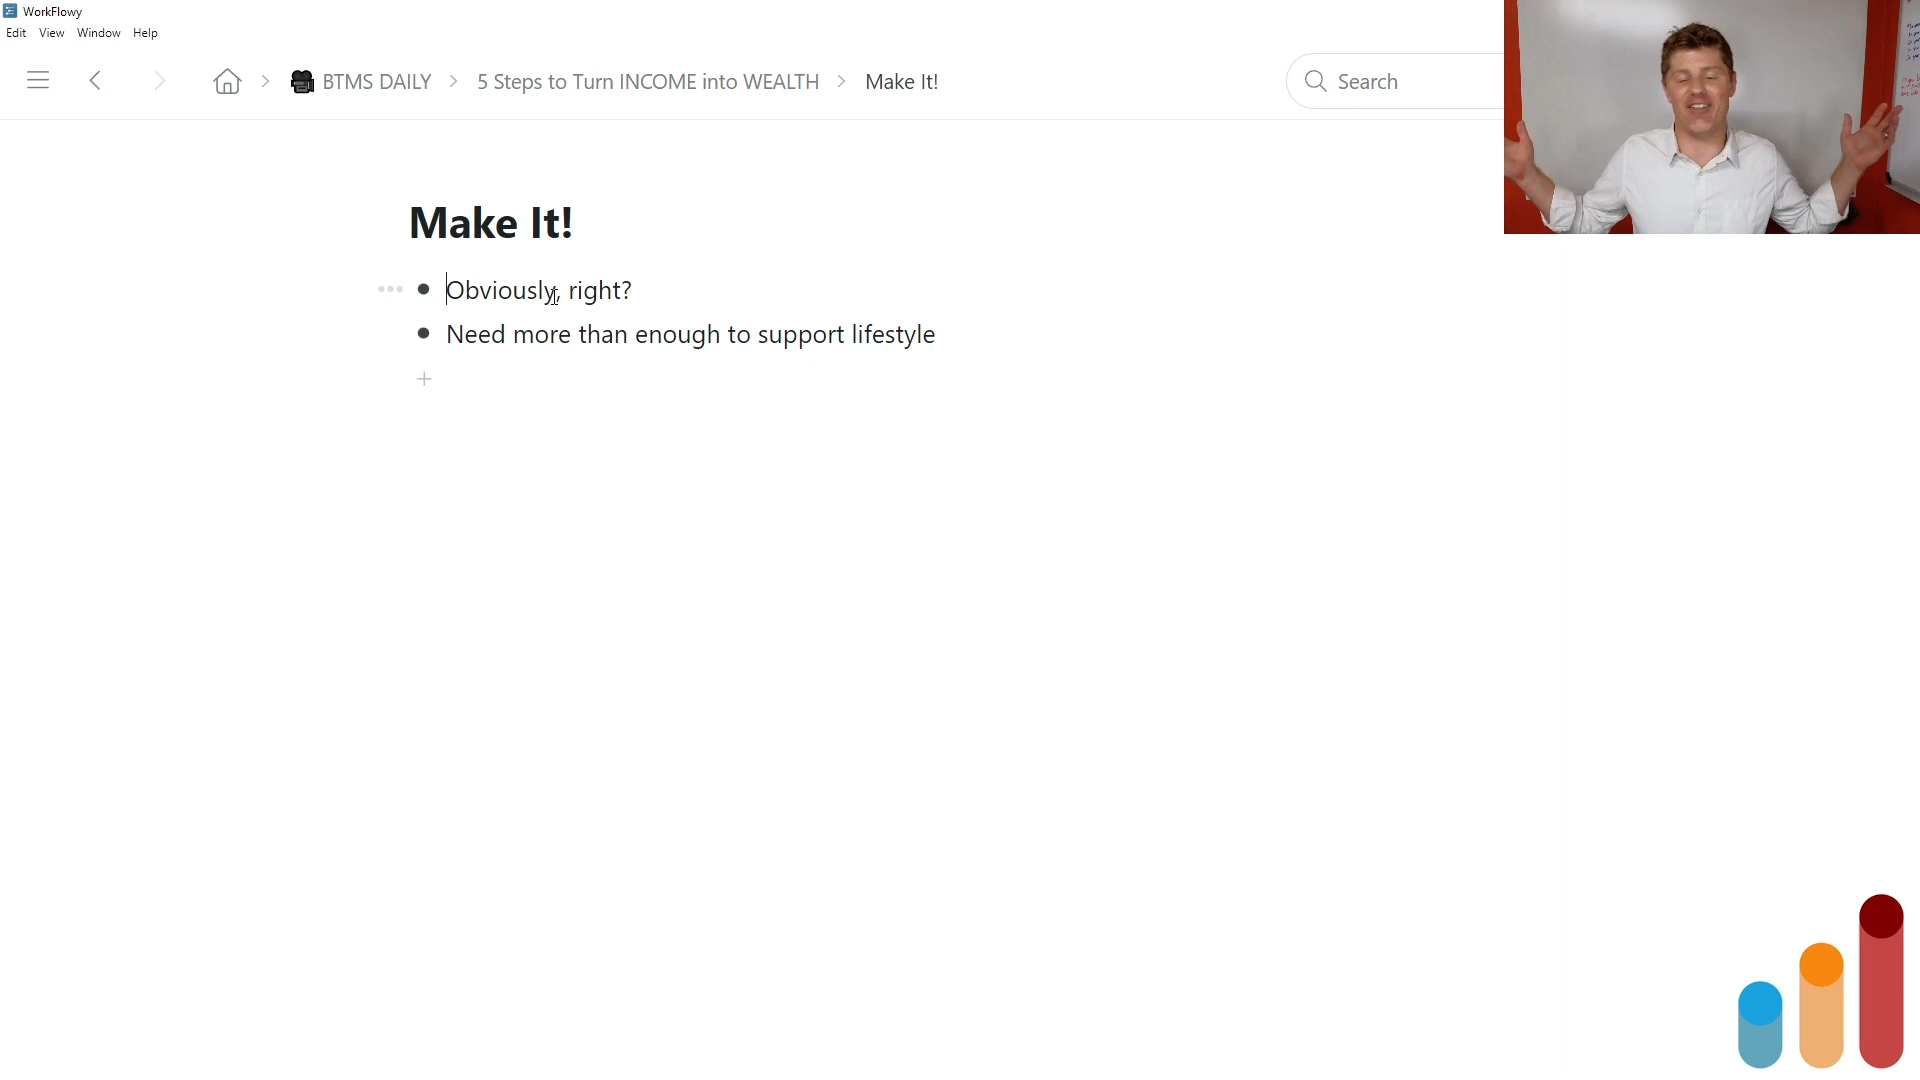 WorkFlowy
Edit View Window Help
BTMS DAILY > 5 Steps to Turn INCOME into WEALTH > Make It!
Search
Make It!
Obviously, right?
Need more than enough to support lifestyle